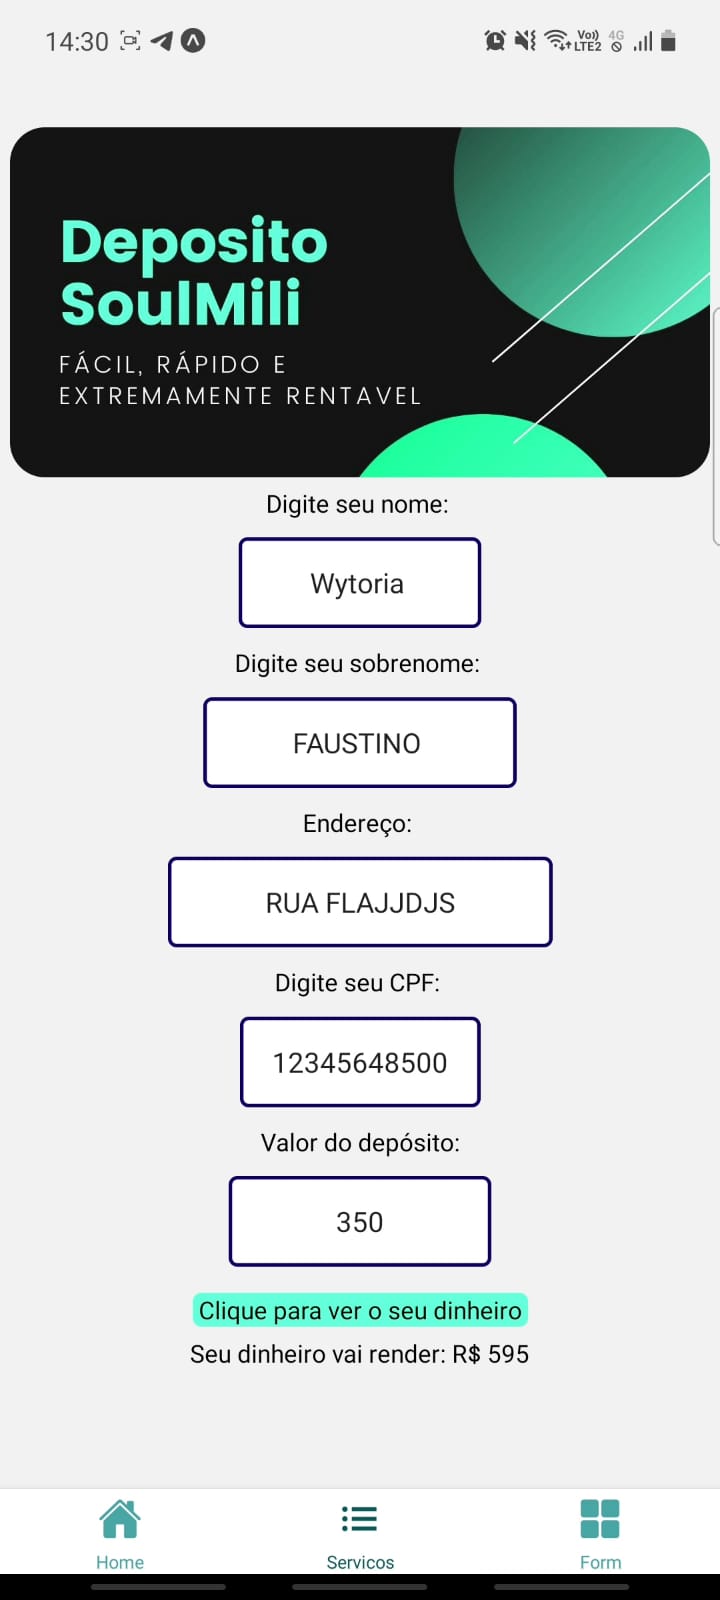 14:30
Vo))
LTE2
4G
Deposito
SoulMili
FÁCIL, RÁPIDO E
EXTREMAMENTE RENTAVEL
Digite seu nome:
Wytoria
Digite seu sobrenome:
FAUSTINO
Endereço:
RUA FLAJJDJS
Digite seu CPF:
12345648500
Valor do depósito:
350
Clique para ver o seu dinheiro
Seu dinheiro vai render: R$ 595
Home
Servicos
Form